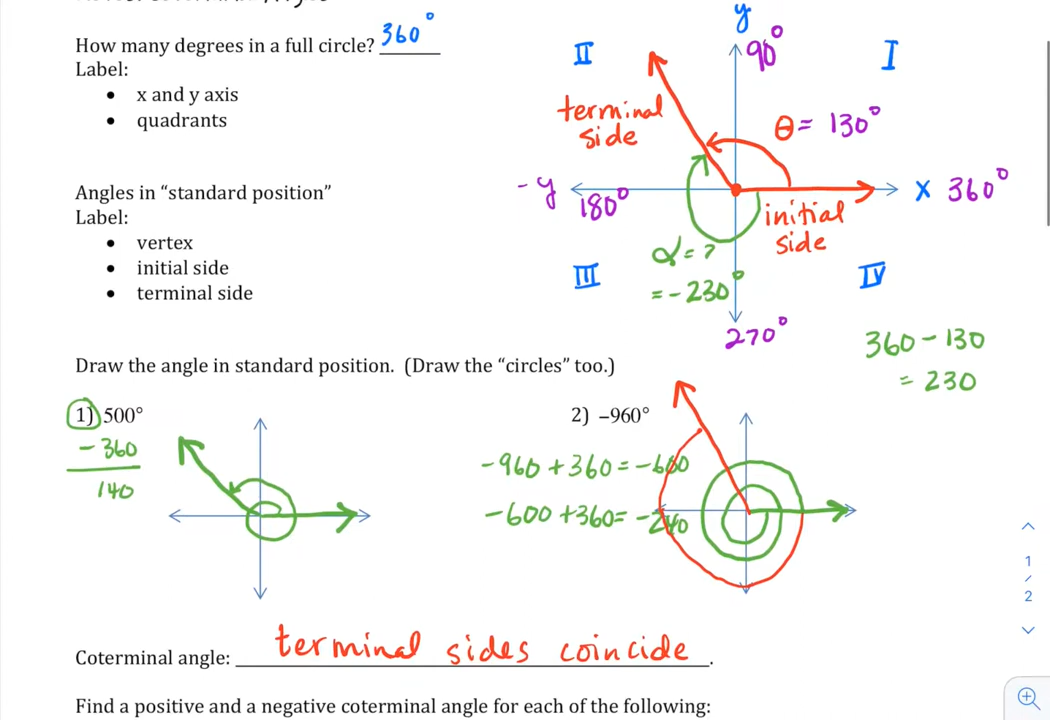 How many degrees in a full circle? 360°
Label:
• x and y axis
• quadrants
Angles in “standard position”
Label:
• vertex
• initial side
• terminal side
y
90°
II
I
terminal
side
θ = 130°
-y
180°
x 360°
initial
side
α = ?
= -230°
III
IV
270°
360 - 130
= 230
Draw the angle in standard position. (Draw the “circles” too.)
1) 500°
- 360
140
2) –960°
-960 + 360 = -600
-600 + 360 = -240
Coterminal angle: terminal sides coincide.
Find a positive and a negative coterminal angle for each of the following:
1
/
2